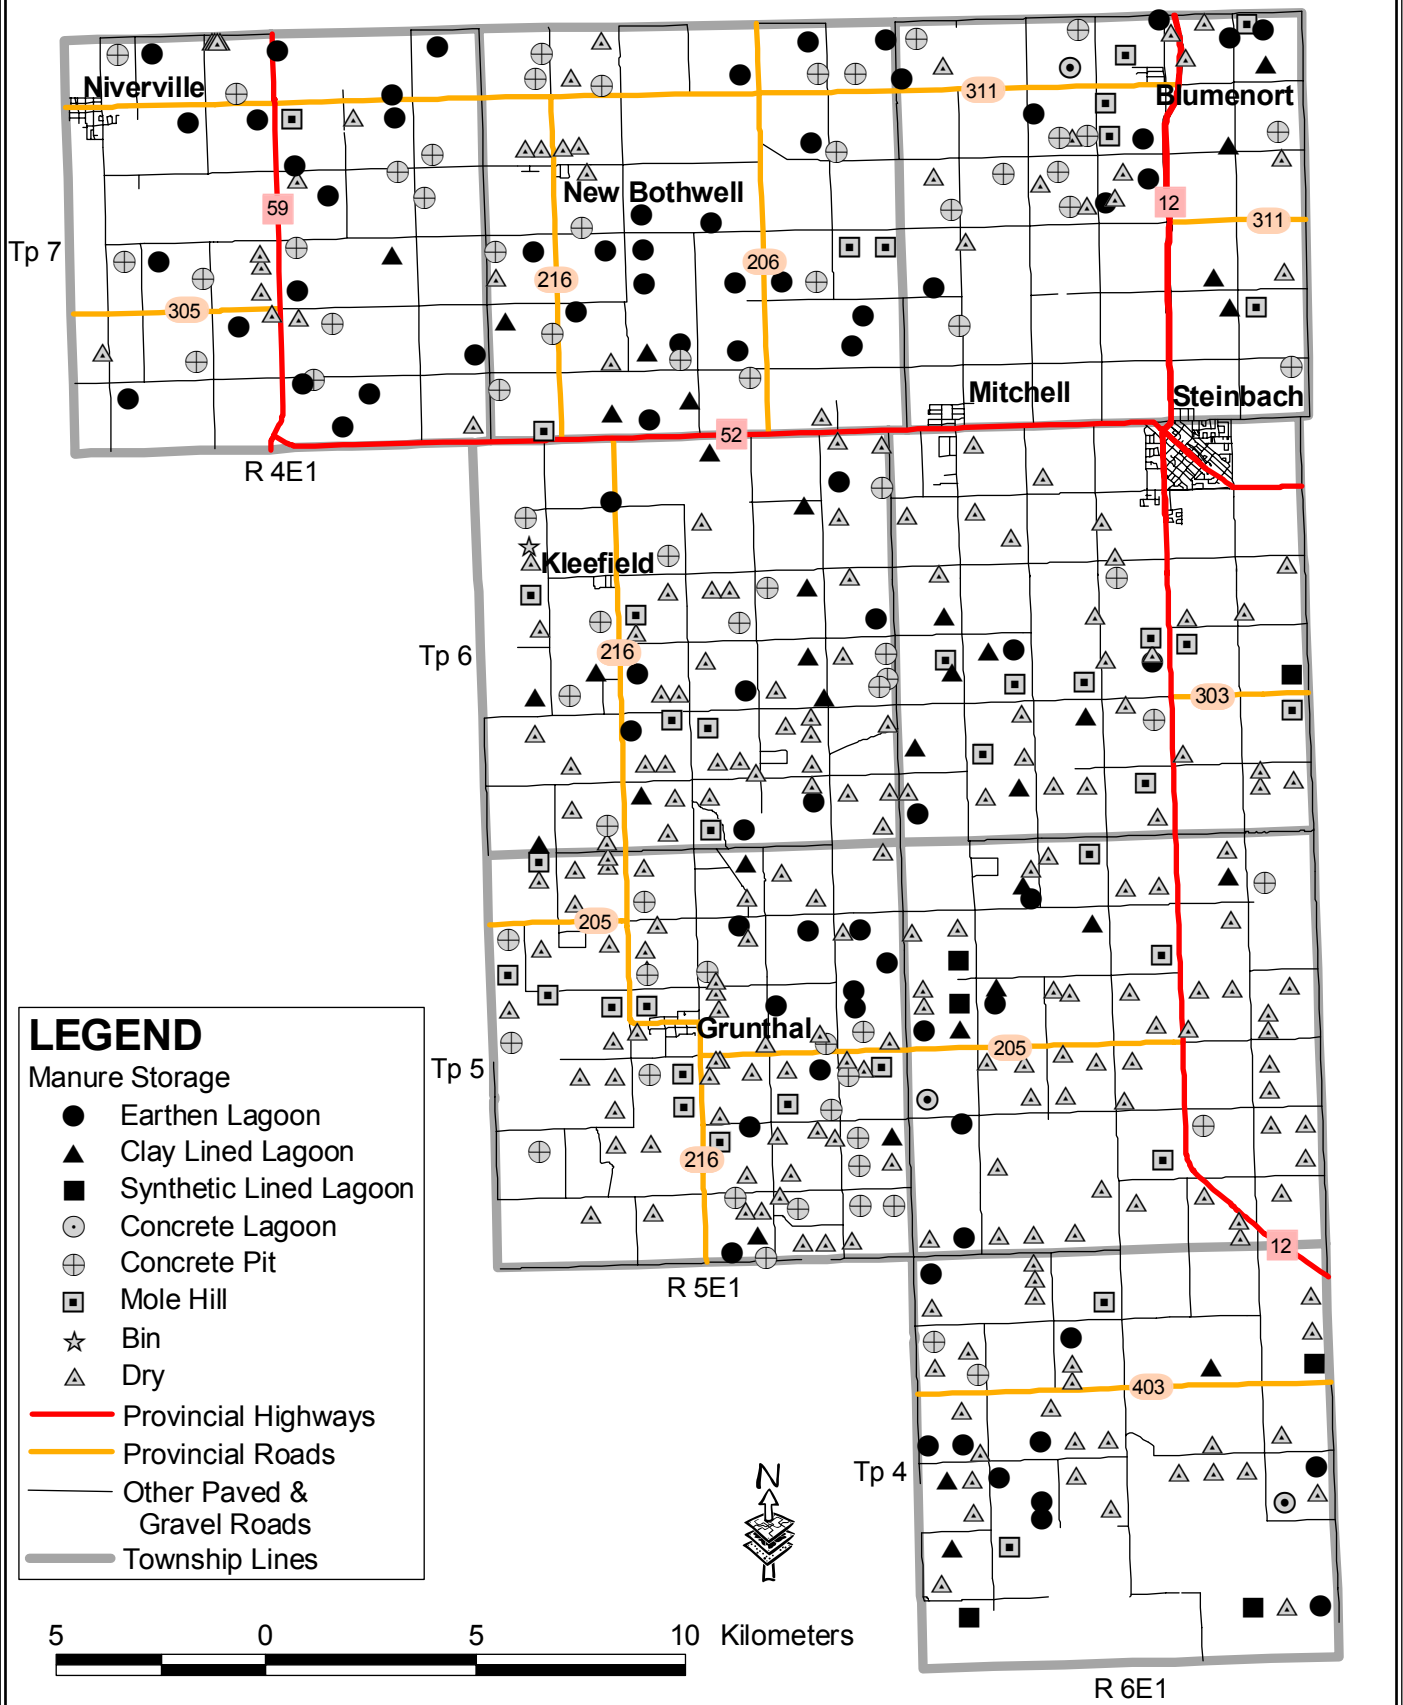 Niverville
311
Blumenort
New Bothwell
59
12
311
Tp 7
216
206
305
Mitchell
Steinbach
52
R 4E1
Kleefield
Tp 6
216
303
205
Grunthal
205
Tp 5
216
12
R 5E1
403
Tp 4
LEGEND
Manure Storage
Earthen Lagoon
Clay Lined Lagoon
Synthetic Lined Lagoon
Concrete Lagoon
Concrete Pit
Mole Hill
Bin
Dry
Provincial Highways
Provincial Roads
Other Paved &
Gravel Roads
Township Lines
N
5 0 5 10 Kilometers
R 6E1